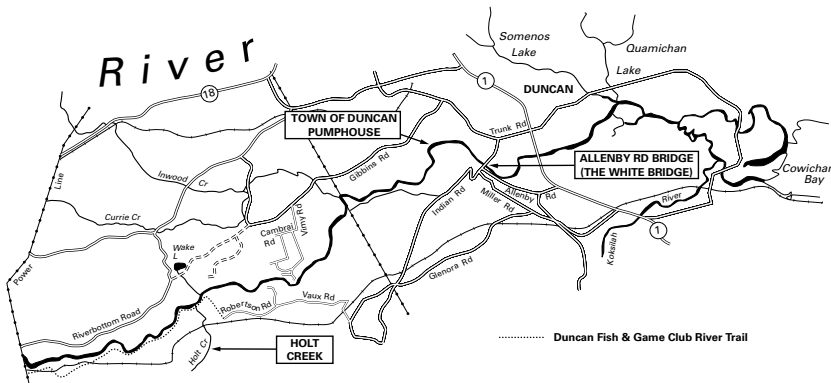 River
Somenos
Lake
Quamichan
Lake
1
18
DUNCAN
TOWN OF DUNCAN
PUMPHOUSE
Trunk Rd
ALLENBY RD BRIDGE
(THE WHITE BRIDGE)
Cowichan
Bay
Line
Inwood Cr
Gibbins Rd
Indian Rd
Miller Rd
Allenby
Rd
River
Koksilah
1
Currie Cr
Wake
L
Cambrai
Rd
Vimy Rd
Power
Glenora Rd
Vaux Rd
Robertson Rd
Riverbottom Road
Holt Cr
HOLT
CREEK
Duncan Fish & Game Club River Trail